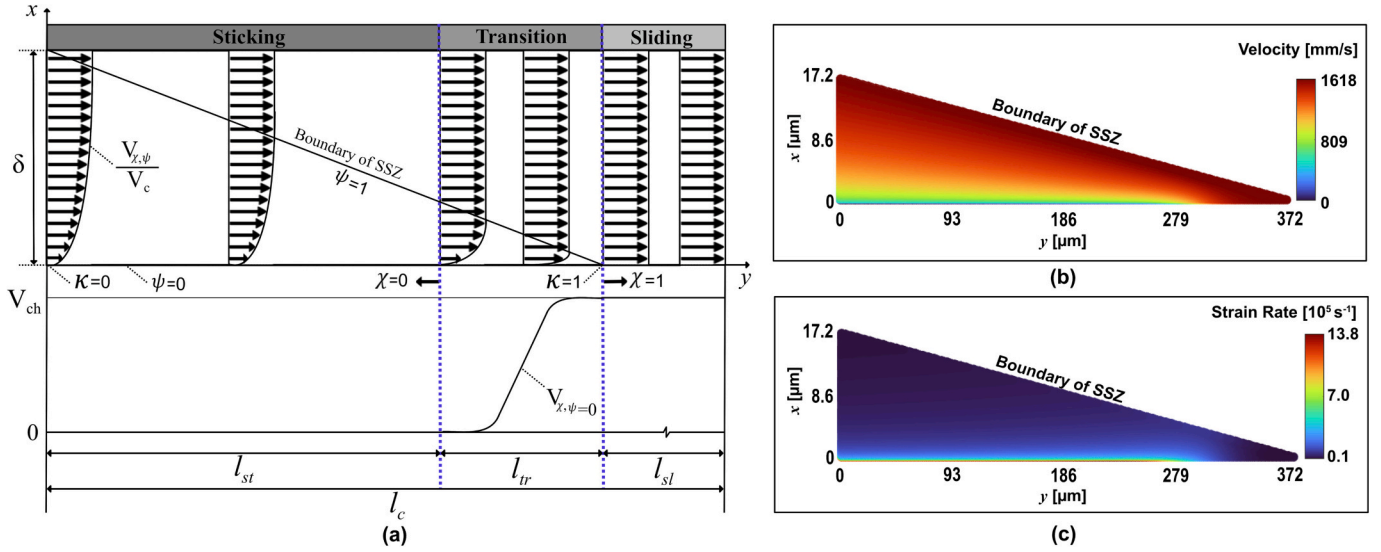 x
Sticking Transition Sliding
δ
V_χ,ψ
V_c
Boundary of SSZ
ψ=1
κ=0 ψ=0 χ=0 κ=1 χ=1 y
V_ch
V_χ,ψ=0
0
l_st l_tr l_sl
l_c
(a)
Velocity [mm/s]
17.2
8.6
0
x [µm]
Boundary of SSZ
1618
809
0
0 93 186 279 372
y [µm]
(b)
Strain Rate [10⁵ s⁻¹]
17.2
8.6
0
x [µm]
Boundary of SSZ
13.8
7.0
0.1
0 93 186 279 372
y [µm]
(c)